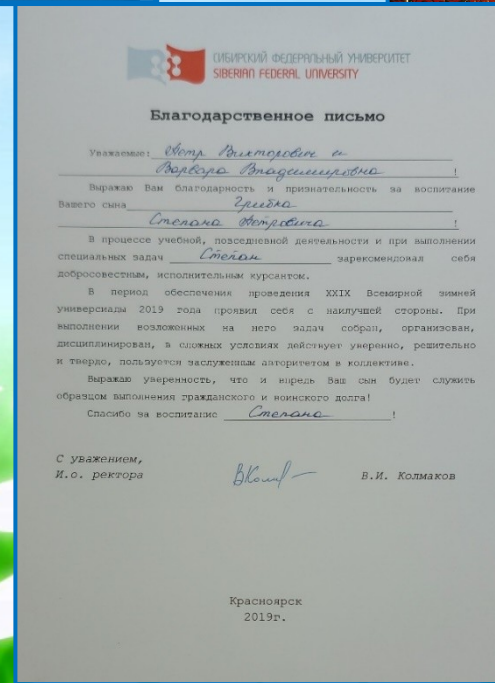 СИБИРСКИЙ ФЕДЕРАЛЬНЫЙ УНИВЕРСИТЕТ
SIBERIAN FEDERAL UNIVERSITY
Благодарственное письмо
Уважаемые: Петр Викторович и
Варвара Владимировна !
Выражаю Вам благодарность и признательность за воспитание
Вашего сына Грибка
Степана Петровича !
В процессе учебной, повседневной деятельности и при выполнении
специальных задач Степан зарекомендовал себя
добросовестным, исполнительным курсантом.
В период обеспечения проведения XXIX Всемирной зимней
универсиады 2019 года проявил себя с наилучшей стороны. При
выполнении возложенных на него задач собран, организован,
дисциплинирован, в сложных условиях действует уверенно, решительно
и твердо, пользуется заслуженным авторитетом в коллективе.
Выражаю уверенность, что и впредь Ваш сын будет служить
образцом выполнения гражданского и воинского долга!
Спасибо за воспитание Степана !
С уважением,
И.о. ректора В.И. Колмаков
Красноярск
2019г.